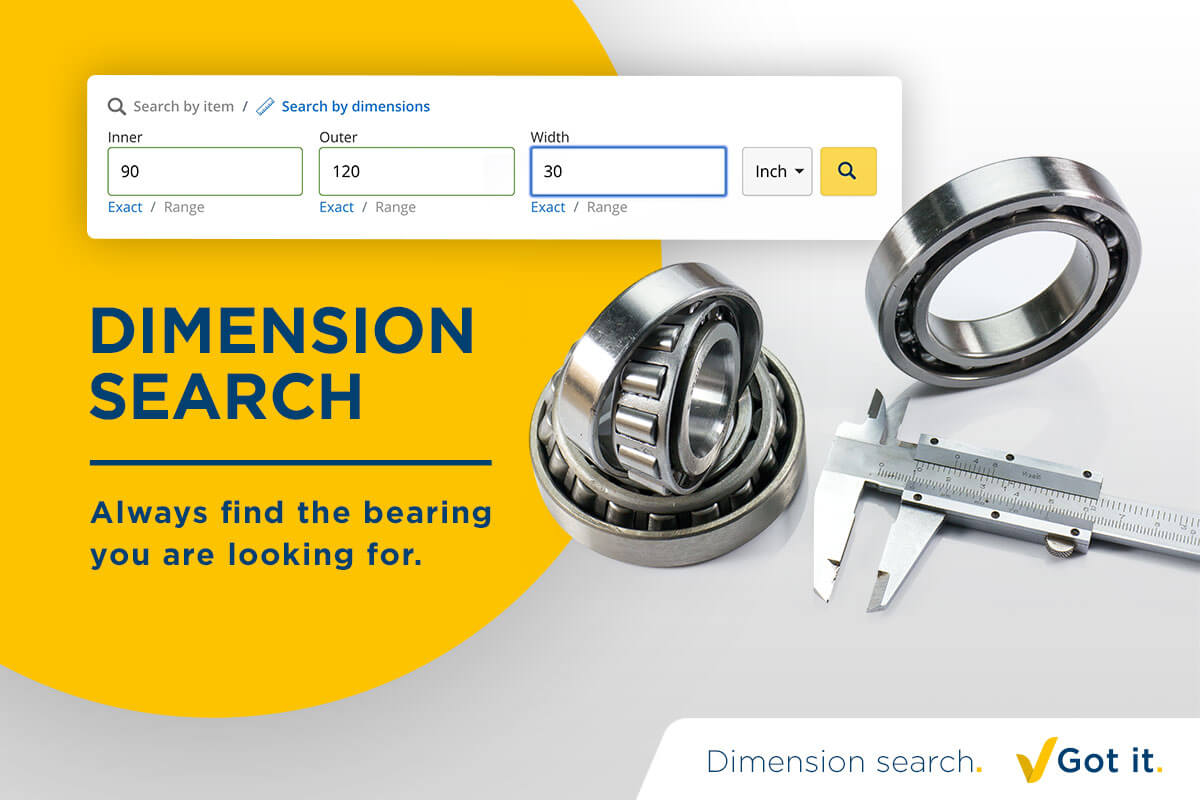 Search by item / Search by dimensions
Inner Outer Width
90 120 30 Inch
Exact / Range Exact / Range Exact / Range
DIMENSION
SEARCH
Always find the bearing
you are looking for.
Dimension search. Got it.